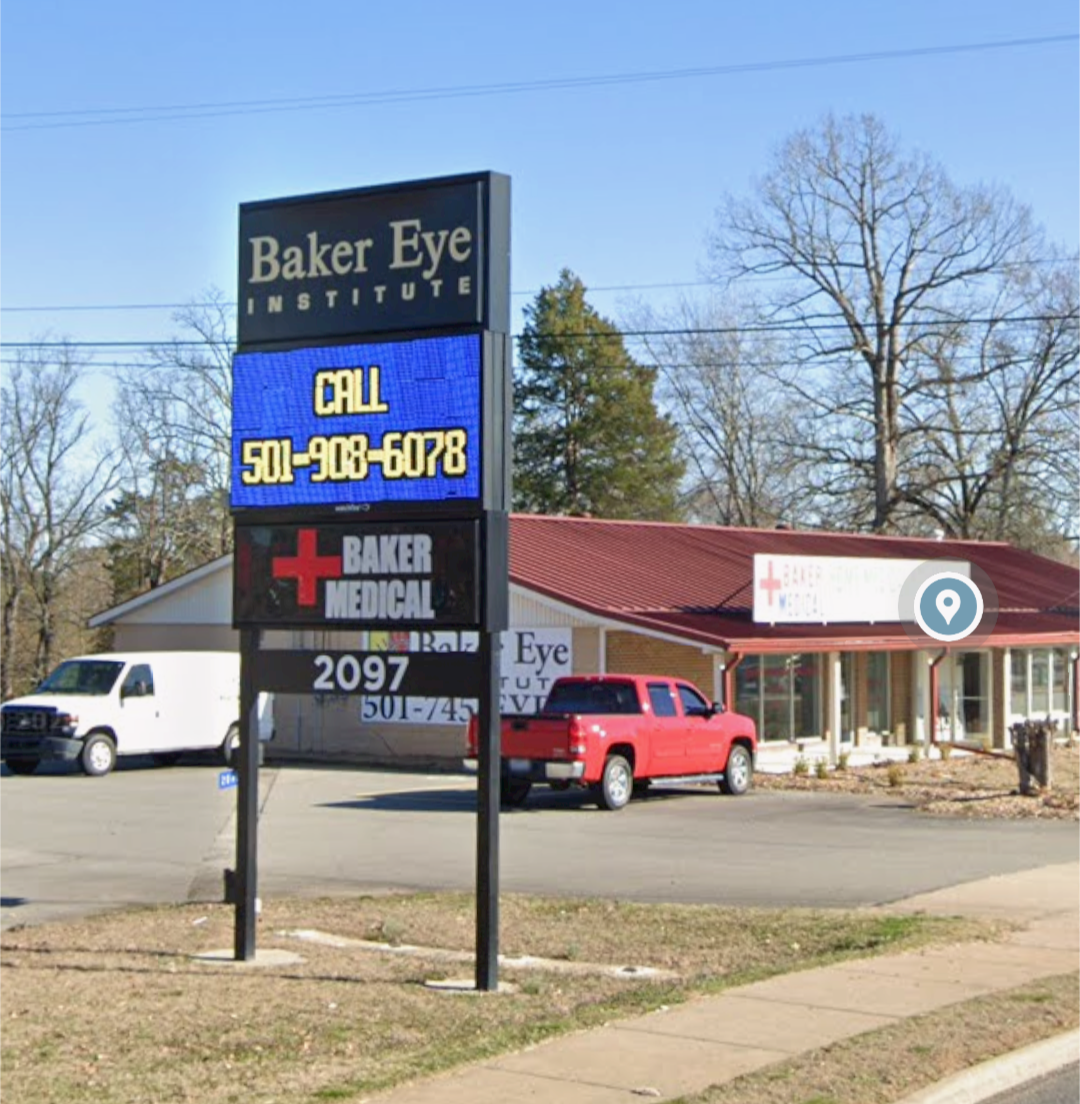 Baker Eye
INSTITUTE
CALL
501-908-6078
BAKER
MEDICAL
2097
Eye
501-745
BAKER
MEDICAL